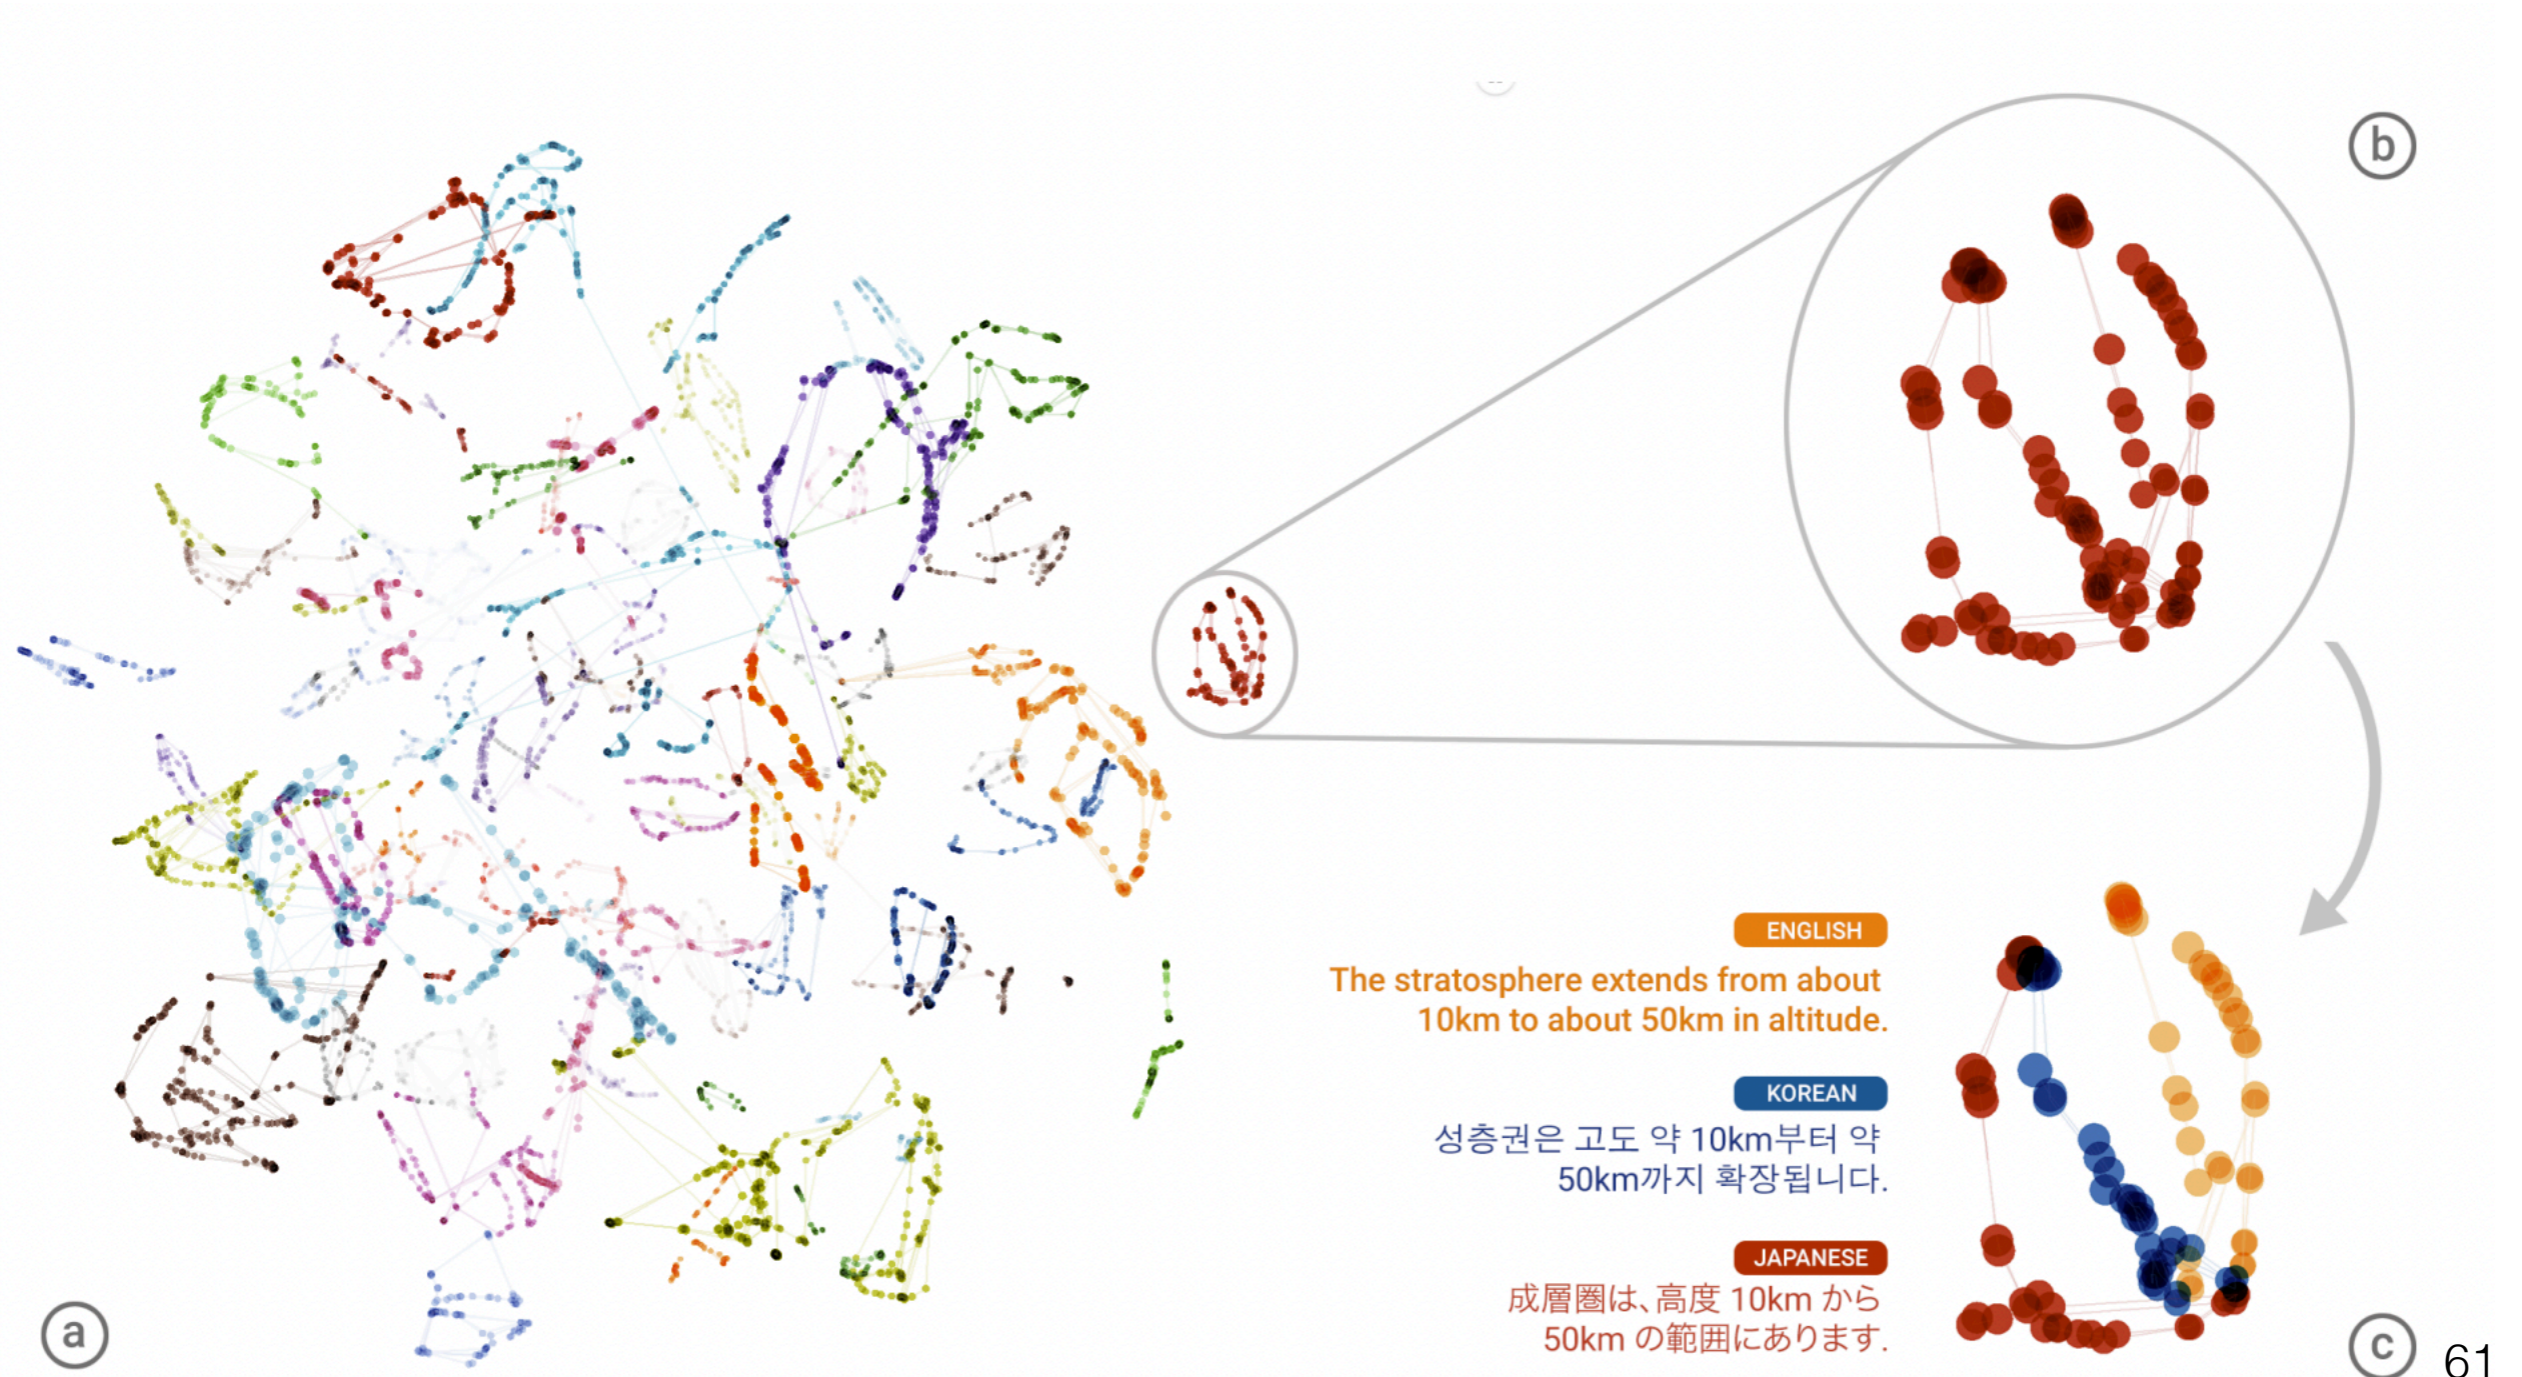 b
ENGLISH
The stratosphere extends from about
10km to about 50km in altitude.
KOREAN
성층권은 고도 약 10km부터 약
50km까지 확장됩니다.
JAPANESE
成層圏は、高度 10km から
50km の範囲にあります.
a
c
61